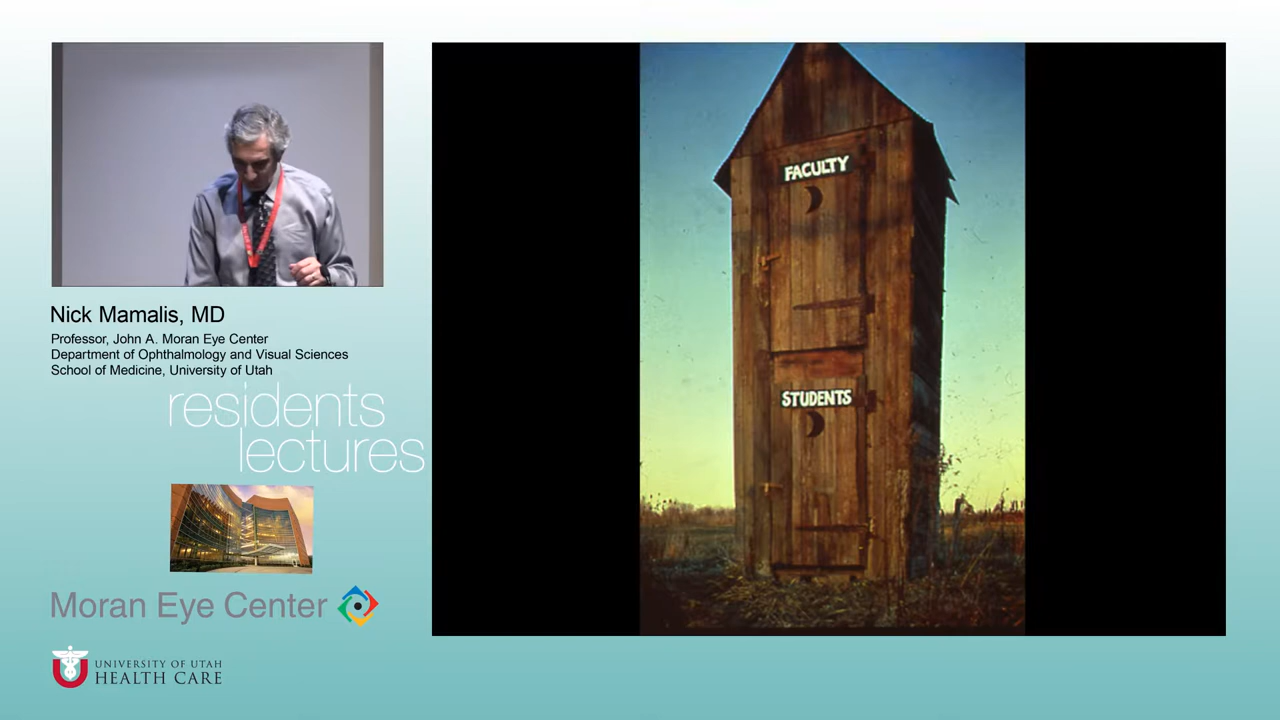 FACULTY
STUDENTS
Nick Mamalis, MD
Professor, John A. Moran Eye Center
Department of Ophthalmology and Visual Sciences
School of Medicine, University of Utah
residents
lectures
Moran Eye Center
UNIVERSITY OF UTAH
HEALTH CARE